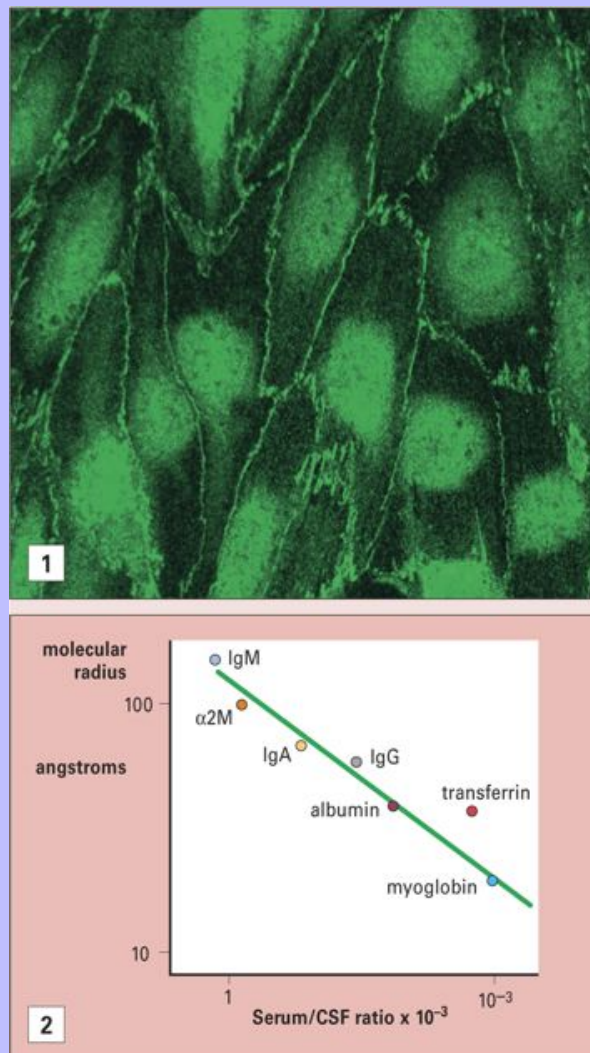 1
molecular
radius
100
angstroms
10
IgM
α2M
IgA
IgG
albumin
transferrin
myoglobin
1
10⁻³
Serum/CSF ratio x 10⁻³
2